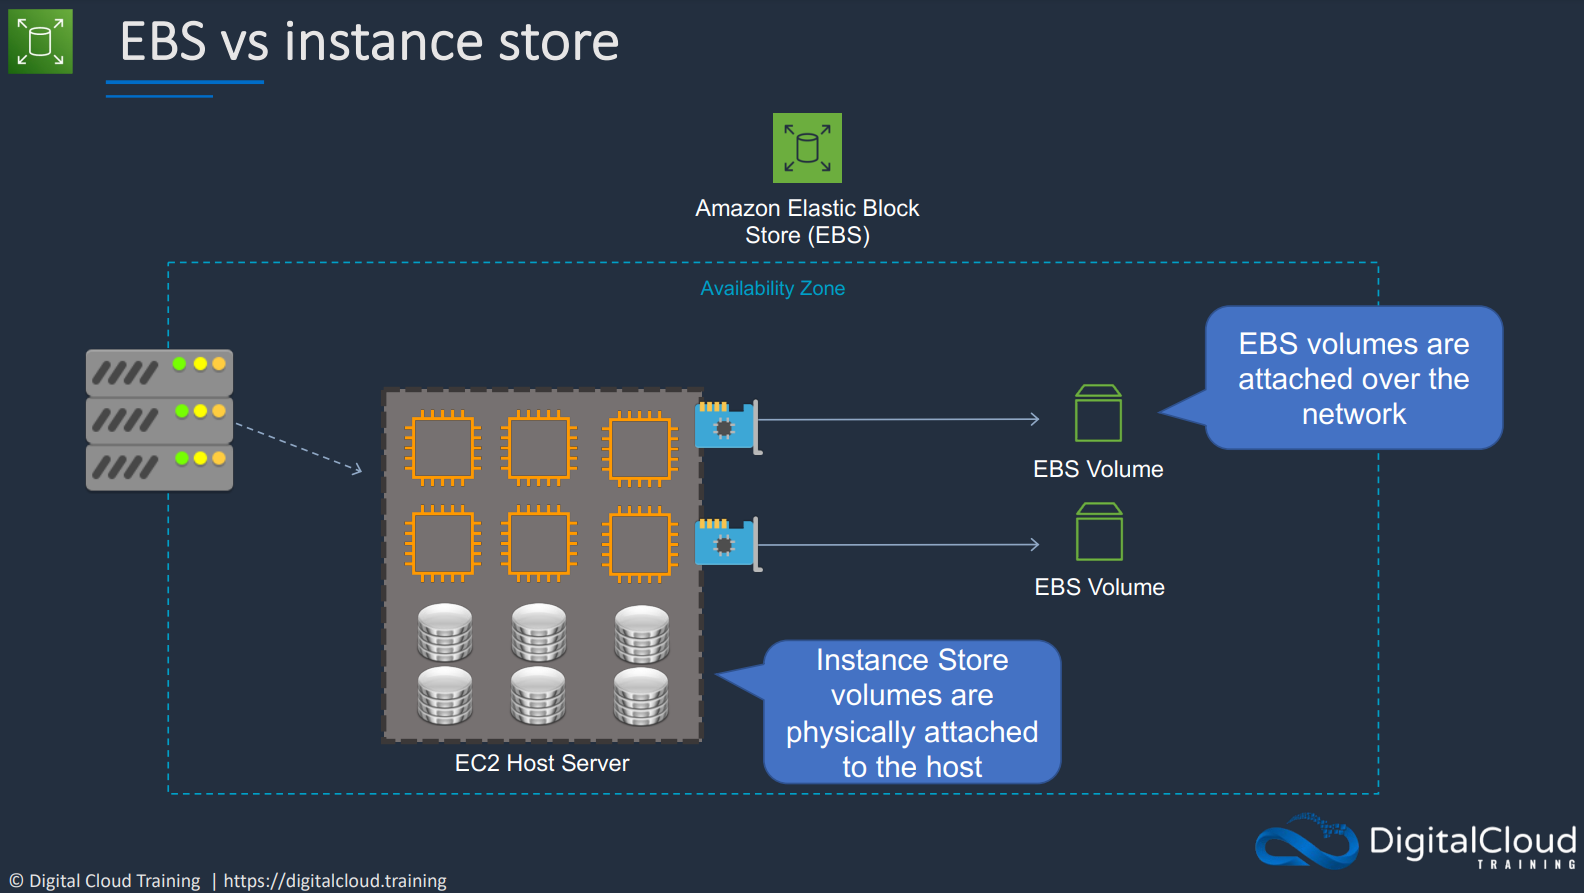 EBS vs instance store
Amazon Elastic Block
Store (EBS)
Availability Zone
EBS volumes are
attached over the
network
EBS Volume
EBS Volume
Instance Store
volumes are
physically attached
to the host
EC2 Host Server
DigitalCloud
TRAINING
© Digital Cloud Training | https://digitalcloud.training